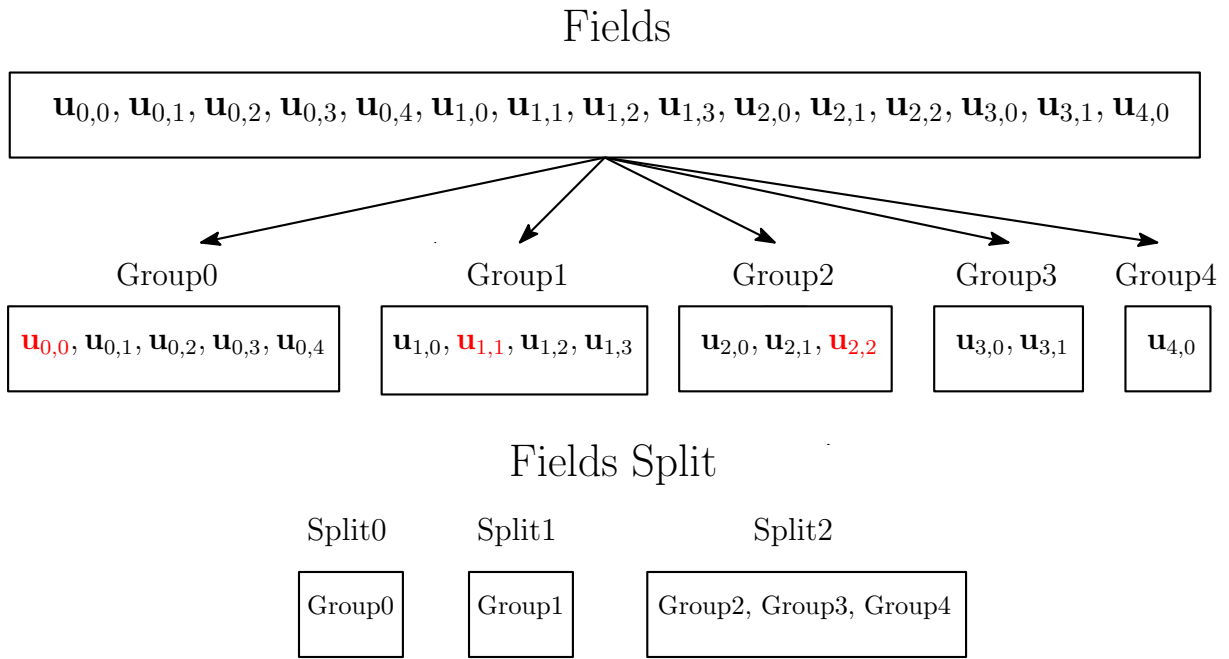 Fields
u0,0, u0,1, u0,2, u0,3, u0,4, u1,0, u1,1, u1,2, u1,3, u2,0, u2,1, u2,2, u3,0, u3,1, u4,0
Group0 Group1 Group2 Group3 Group4
u0,0, u0,1, u0,2, u0,3, u0,4 u1,0, u1,1, u1,2, u1,3 u2,0, u2,1, u2,2 u3,0, u3,1 u4,0
Fields Split
Split0 Split1 Split2
Group0 Group1 Group2, Group3, Group4